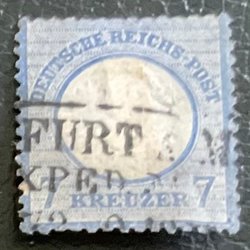 DEUTSCHE REICHS-POST
FURT A M
XPED
7 KREUZER 7